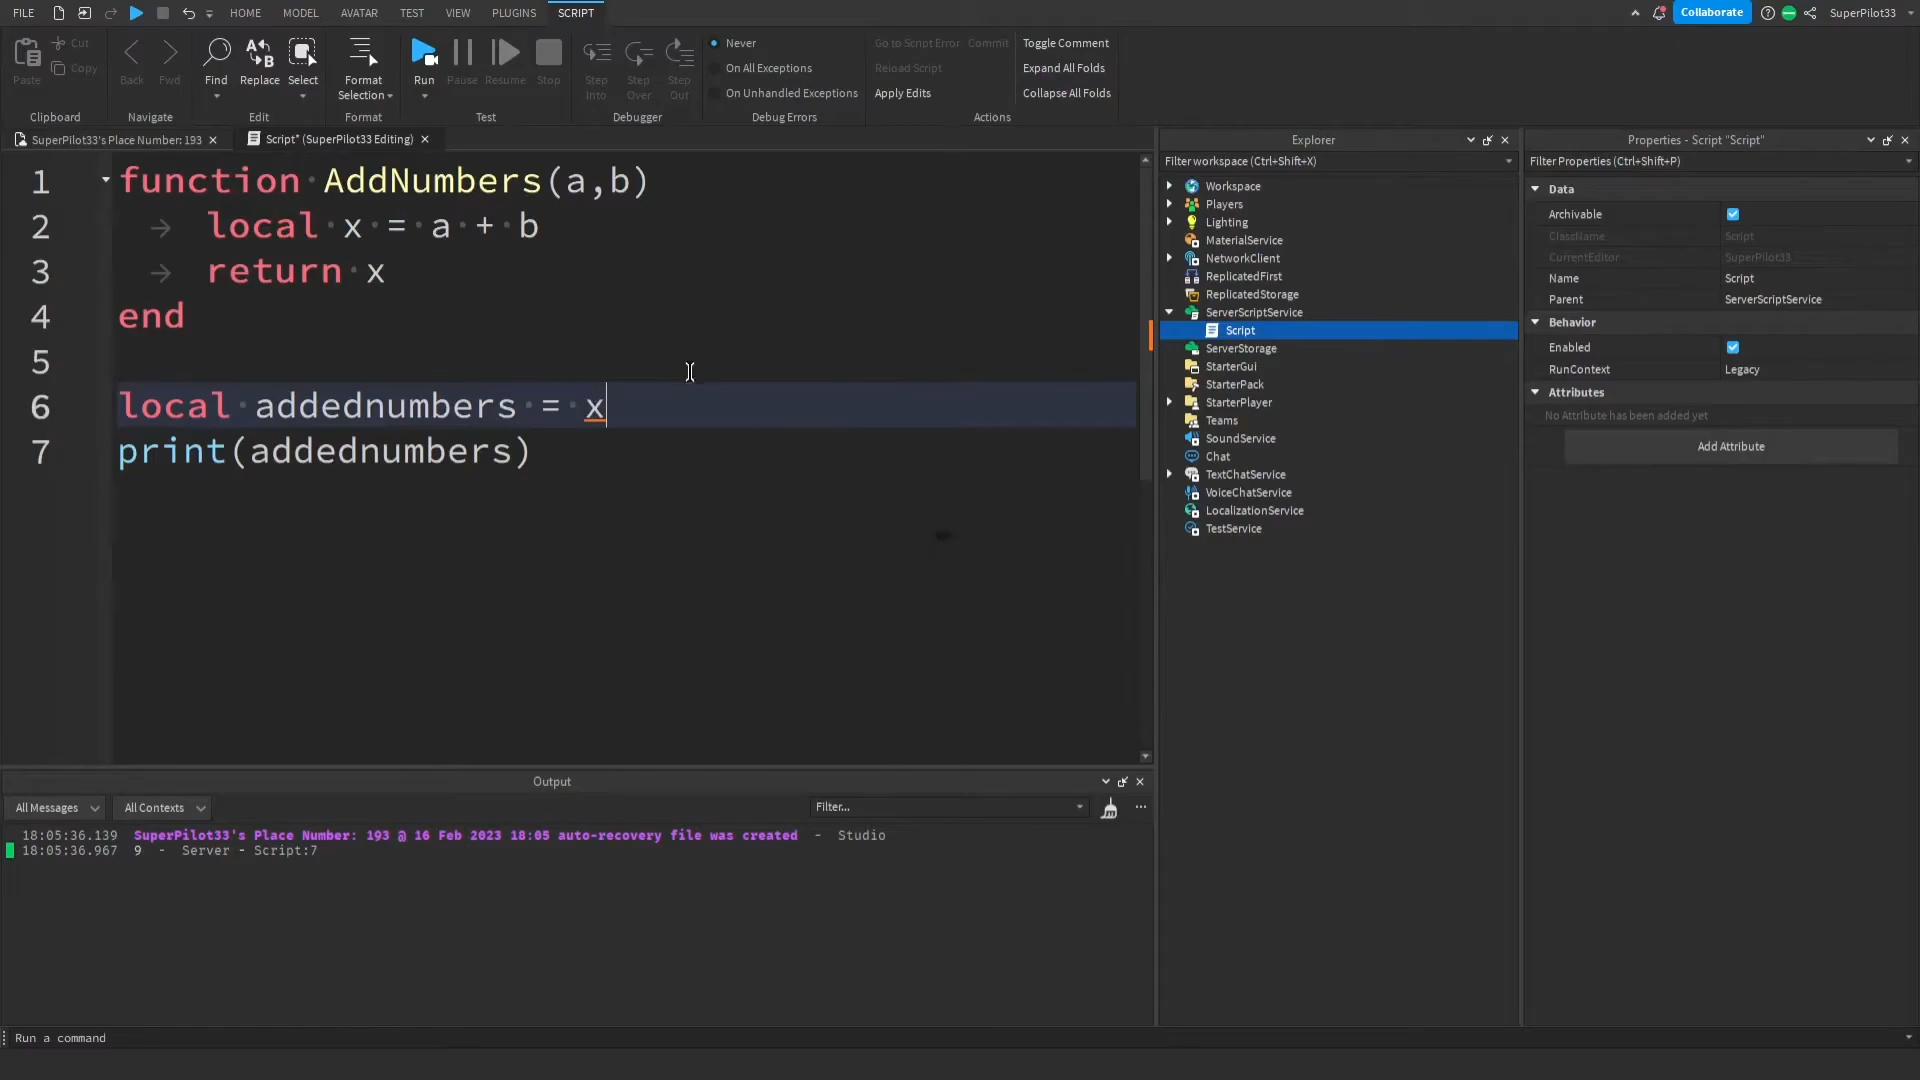 FILE HOME MODEL AVATAR TEST VIEW PLUGINS SCRIPT Collaborate SuperPilot33
Paste Cut Copy
Clipboard
Back Fwd
Navigate
Find Replace Select
Edit
Format Selection
Format
Run Pause Resume Stop
Test
Step Into Step Over Step Out
Debugger
Never
On All Exceptions
On Unhandled Exceptions
Debug Errors
Go to Script Error Commit
Reload Script
Apply Edits
Toggle Comment
Expand All Folds
Collapse All Folds
Actions
SuperPilot33's Place Number: 193 Script* (SuperPilot33 Editing)
1 function AddNumbers(a,b)
2 local x = a + b
3 return x
4 end
5
6 local addednumbers = x
7 print(addednumbers)
Output
All Messages All Contexts Filter...
18:05:36.139 SuperPilot33's Place Number: 193 @ 16 Feb 2023 18:05 auto-recovery file was created - Studio
18:05:36.967 9 - Server - Script:7
Run a command
Explorer
Filter workspace (Ctrl+Shift+X)
Workspace
Players
Lighting
MaterialService
NetworkClient
ReplicatedFirst
ReplicatedStorage
ServerScriptService
Script
ServerStorage
StarterGui
StarterPack
StarterPlayer
Teams
SoundService
Chat
TextChatService
VoiceChatService
LocalizationService
TestService
Properties - Script "Script"
Filter Properties (Ctrl+Shift+P)
Data
Archivable
ClassName Script
CurrentEditor SuperPilot33
Name Script
Parent ServerScriptService
Behavior
Enabled
RunContext Legacy
Attributes
No Attribute has been added yet
Add Attribute